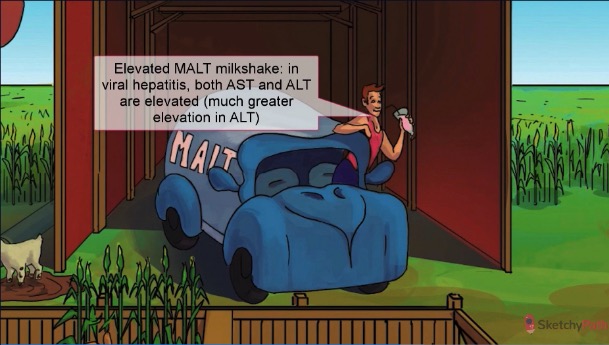 Elevated MALT milkshake: in
viral hepatitis, both AST and ALT
are elevated (much greater
elevation in ALT)
MALT
Sketchy